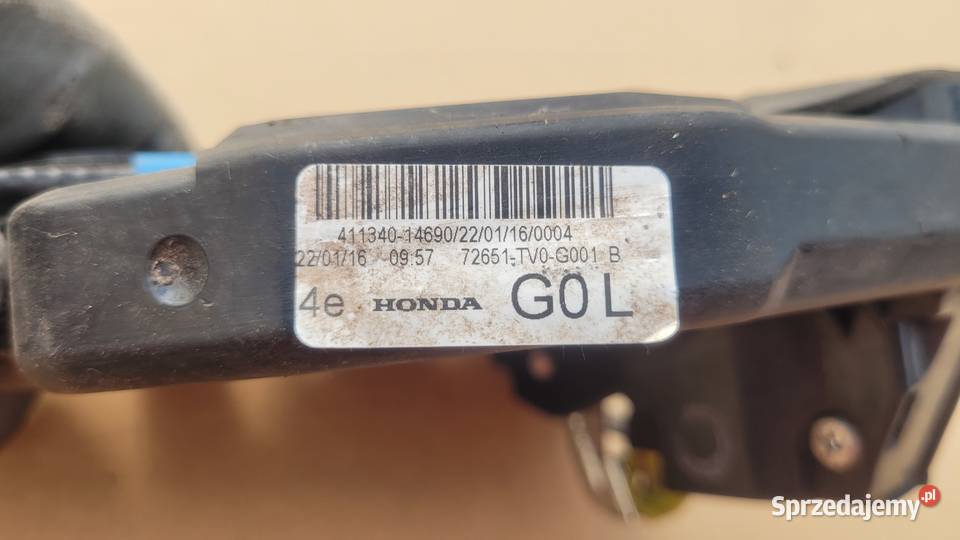 411340-14690/22/01/16/0004
22/01/16 09:57 72651-TV0-G001 B
4e HONDA G0L
Sprzedajemy.pl